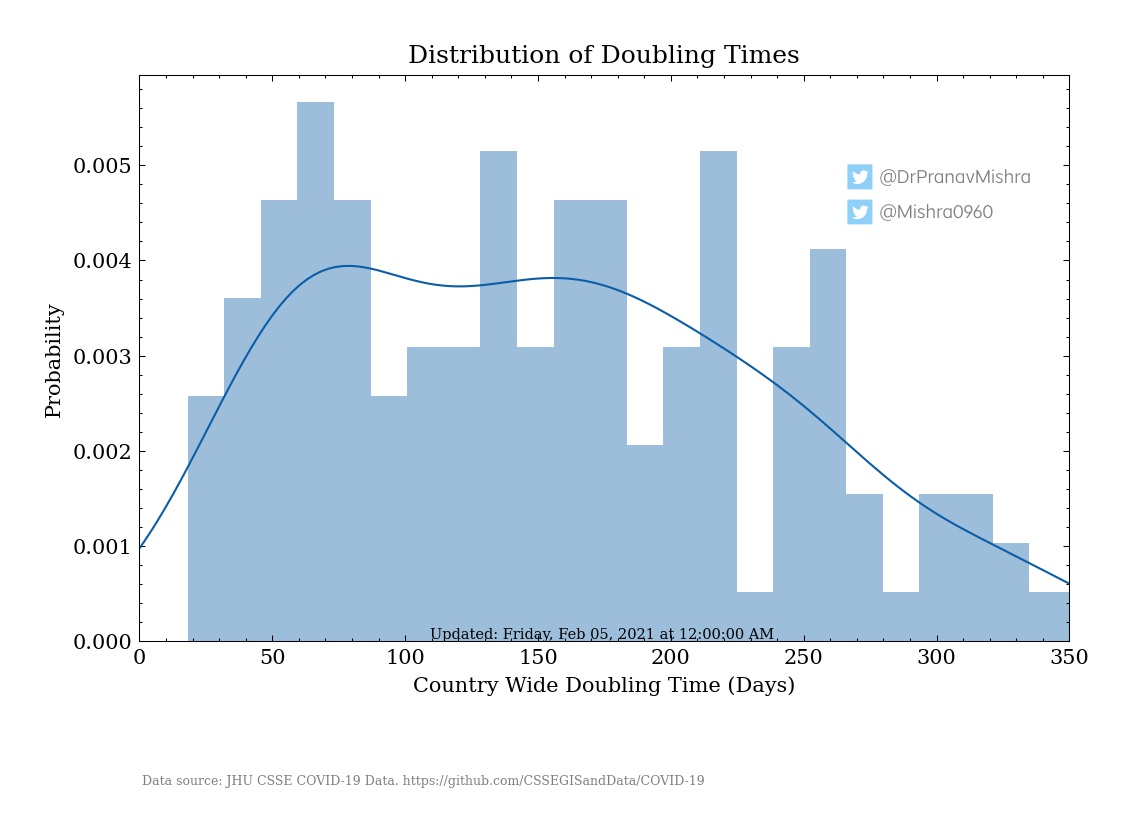 Distribution of Doubling Times
0.005
0.004
0.003
0.002
0.001
0.000
Probability
@DrPranavMishra
@Mishra0960
Updated: Friday, Feb 05, 2021 at 12:00:00 AM
0 50 100 150 200 250 300 350
Country Wide Doubling Time (Days)
Data source: JHU CSSE COVID-19 Data. https://github.com/CSSEGISandData/COVID-19